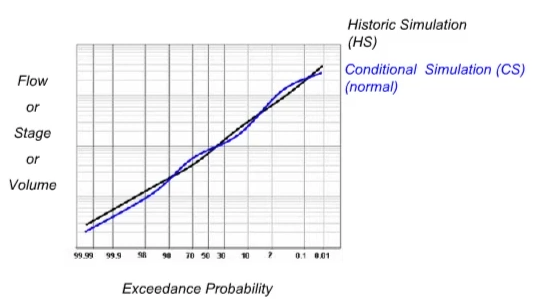 Historic Simulation
(HS)
Conditional Simulation (CS)
(normal)
Flow
or
Stage
or
Volume
99.99 99.9 98 90 70 50 30 10 2 0.1 0.01
Exceedance Probability